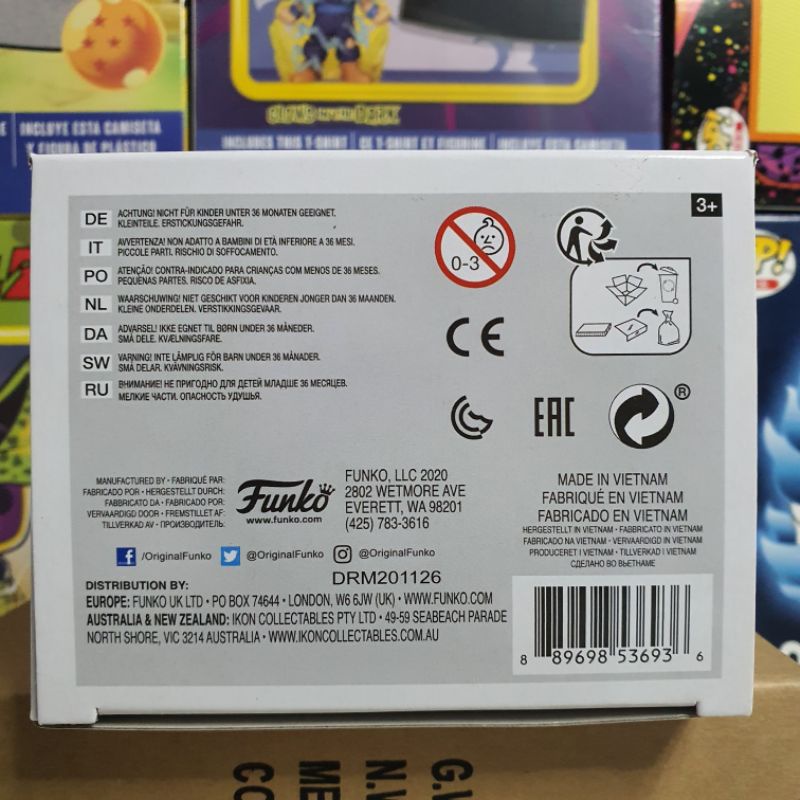 INCLUYE ESTA CAMISETA
Y FIGURA DE PLÁSTICO
INCLUDES THIS T-SHIRT
CE T-SHIRT ET FIGURINE
INCLUYE ESTA CAMISETA
POP!
3+
DE ACHTUNG! NICHT FÜR KINDER UNTER 36 MONATEN GEEIGNET.
KLEINTEILE. ERSTICKUNGSGEFAHR.
IT AVVERTENZA! NON ADATTO A BAMBINI DI ETÀ INFERIORE A 36 MESI.
PICCOLE PARTI. RISCHIO DI SOFFOCAMENTO.
PO ATENÇÃO! CONTRA-INDICADO PARA CRIANÇAS COM MENOS DE 36 MESES.
PEQUENAS PARTES. RISCO DE ASFIXIA.
NL WAARSCHUWING! NIET GESCHIKT VOOR KINDEREN JONGER DAN 36 MAANDEN.
KLEINE ONDERDELEN. VERSTIKKINGSGEVAAR.
DA ADVARSEL! IKKE EGNET TIL BØRN UNDER 36 MÅNEDER.
SMÅ DELE. KVÆLNINGSFARE.
SW VARNING! INTE LÄMPLIG FÖR BARN UNDER 36 MÅNADER.
SMÅ DELAR. KVÄVNINGSRISK.
RU ВНИМАНИЕ! НЕ ПРИГОДНО ДЛЯ ДЕТЕЙ МЛАДШЕ 36 МЕСЯЦЕВ.
МЕЛКИЕ ЧАСТИ. ОПАСНОСТЬ УДУШЬЯ.
0-3
CE
EAC
®
MANUFACTURED BY • FABRIQUÉ PAR:
FABRICADO POR • HERGESTELLT DURCH:
FABBRICATO DA • FABRICADO POR:
VERVAARDIGD DOOR • FREMSTILLET AF:
TILLVERKAD AV • ПРОИЗВОДИТЕЛЬ:
Funko
www.funko.com
FUNKO, LLC 2020
2802 WETMORE AVE
EVERETT, WA 98201
(425) 783-3616
MADE IN VIETNAM
FABRIQUÉ EN VIETNAM
FABRICADO EN VIETNAM
HERGESTELLT IN VIETNAM • FABBRICATO IN VIETNAM
FABRICADO NA VIETNAM • VERVAARDIGD IN VIETNAM
PRODUCERET I VIETNAM • TILLVERKAD I VIETNAM
СДЕЛАНО ВО ВЬЕТНАМЕ
/OriginalFunko @OriginalFunko @OriginalFunko
DRM201126
DISTRIBUTION BY:
EUROPE: FUNKO UK LTD • PO BOX 74644 • LONDON, W6 6JW (UK) • WWW.FUNKO.COM
AUSTRALIA & NEW ZEALAND: IKON COLLECTABLES PTY LTD • 49-59 SEABEACH PARADE
NORTH SHORE, VIC 3214 AUSTRALIA • WWW.IKONCOLLECTABLES.COM.AU
8 89698 53693 6